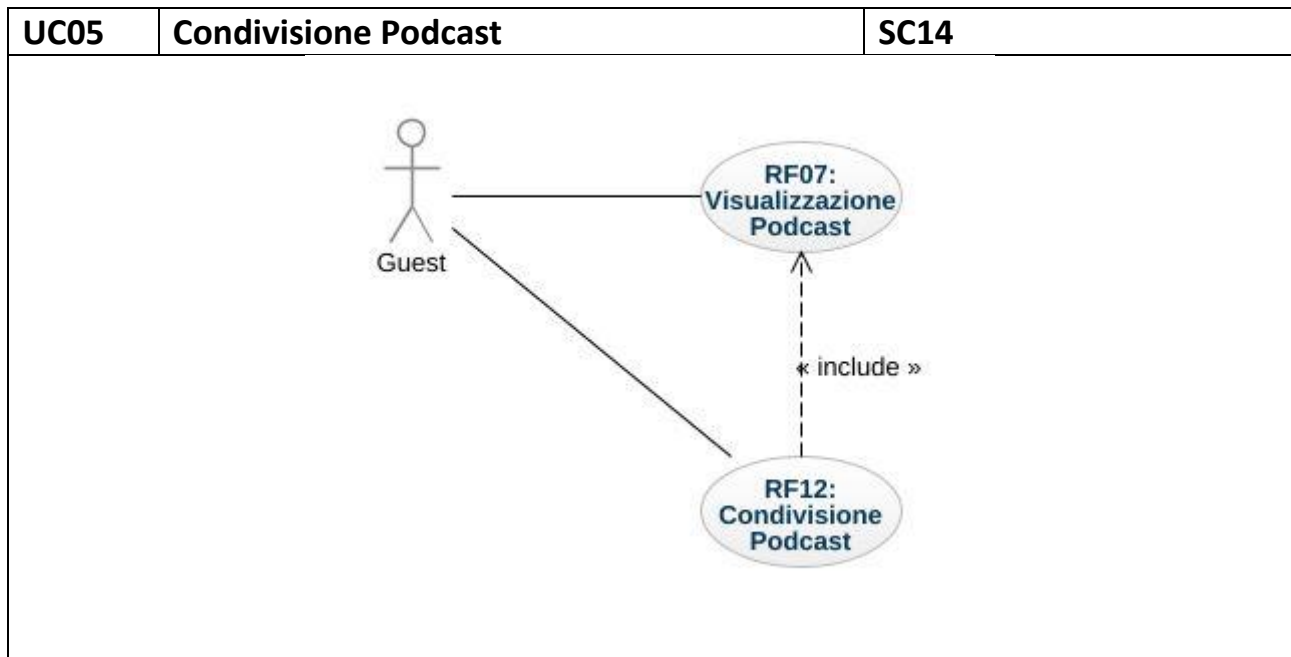 UC05 Condivisione Podcast SC14
RF07:
Visualizzazione
Podcast
Guest
« include »
RF12:
Condivisione
Podcast